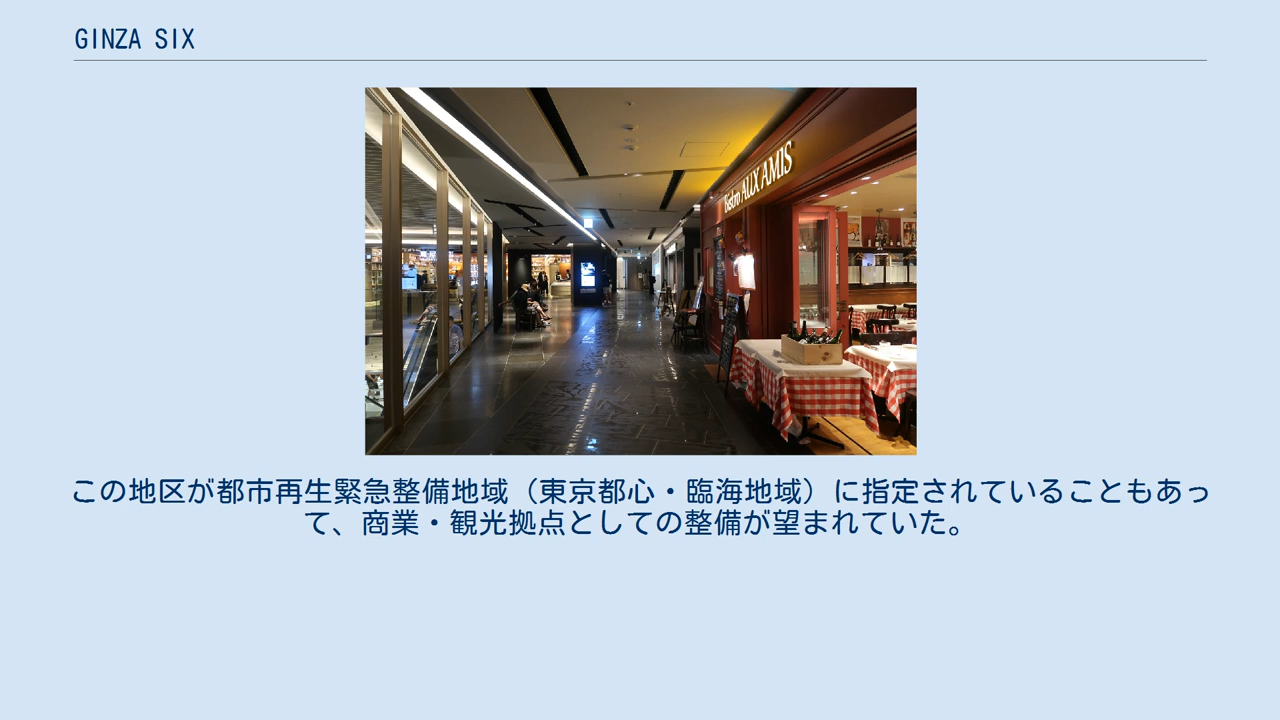 GINZA SIX
Bistro AUX AMIS
この地区が都市再生緊急整備地域（東京都心・臨海地域）に指定されていることもあっ
て、商業・観光拠点としての整備が望まれていた。